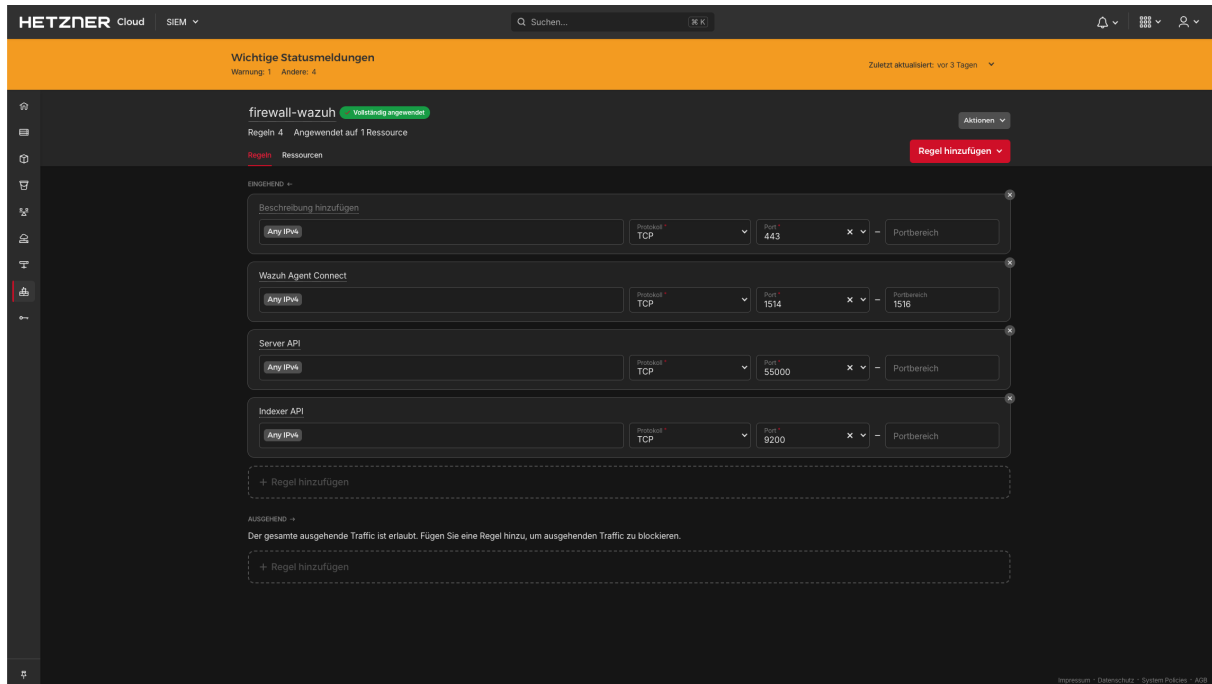 HETZNER Cloud SIEM Suchen... ⌘ K
Wichtige Statusmeldungen
Warnung: 1 Andere: 4
Zuletzt aktualisiert: vor 3 Tagen
firewall-wazuh Vollständig angewendet
Aktionen
Regeln 4 Angewendet auf 1 Ressource
Regeln Ressourcen
Regel hinzufügen
EINGEHEND ←
Beschreibung hinzufügen
Any IPv4 Protokoll * TCP Port * 443 – Portbereich
Wazuh Agent Connect
Any IPv4 Protokoll * TCP Port * 1514 – Portbereich 1516
Server API
Any IPv4 Protokoll * TCP Port * 55000 – Portbereich
Indexer API
Any IPv4 Protokoll * TCP Port * 9200 – Portbereich
+ Regel hinzufügen
AUSGEHEND →
Der gesamte ausgehende Traffic ist erlaubt. Fügen Sie eine Regel hinzu, um ausgehenden Traffic zu blockieren.
+ Regel hinzufügen
Impressum · Datenschutz · System Policies · AGB